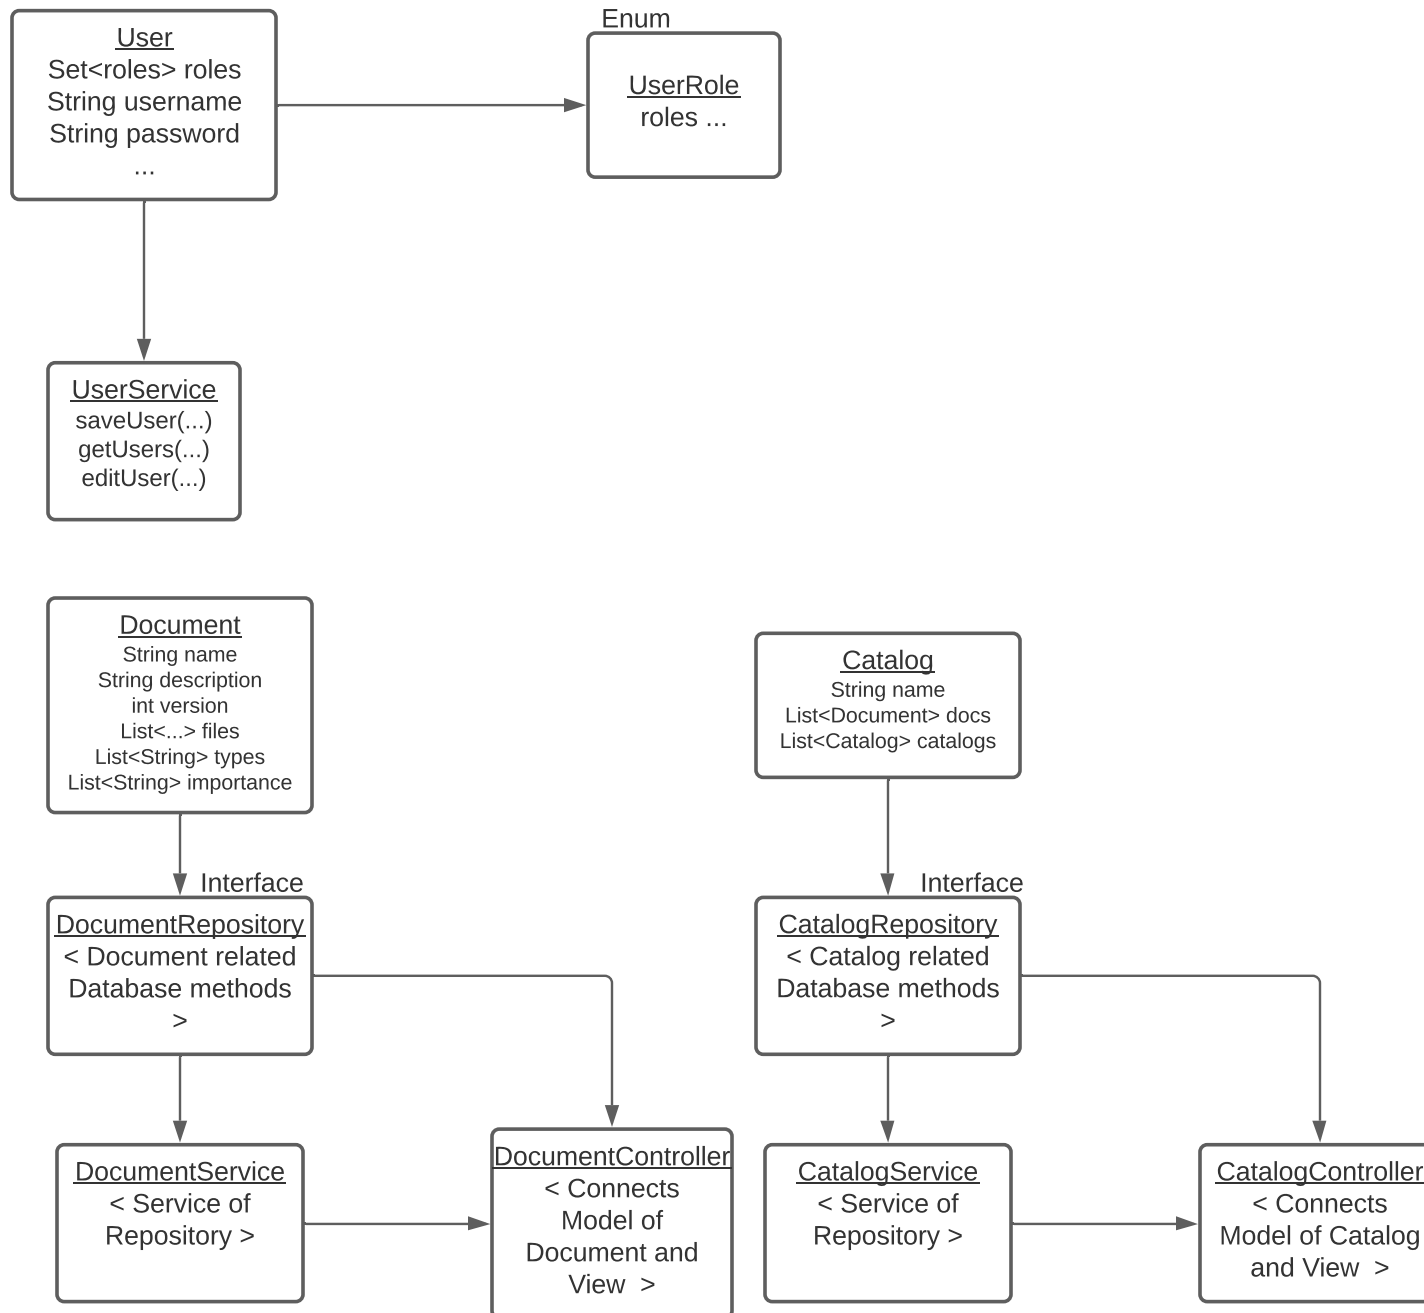 User
Set<roles> roles
String username
String password
...
Enum
UserRole
roles ...
UserService
saveUser(...)
getUsers(...)
editUser(...)
Document
String name
String description
int version
List<...> files
List<String> types
List<String> importance
Catalog
String name
List<Document> docs
List<Catalog> catalogs
Interface
DocumentRepository
< Document related
Database methods
>
Interface
CatalogRepository
< Catalog related
Database methods
>
DocumentService
< Service of
Repository >
DocumentController
< Connects
Model of
Document and
View  >
CatalogService
< Service of
Repository >
CatalogController
< Connects
Model of Catalog
and View  >